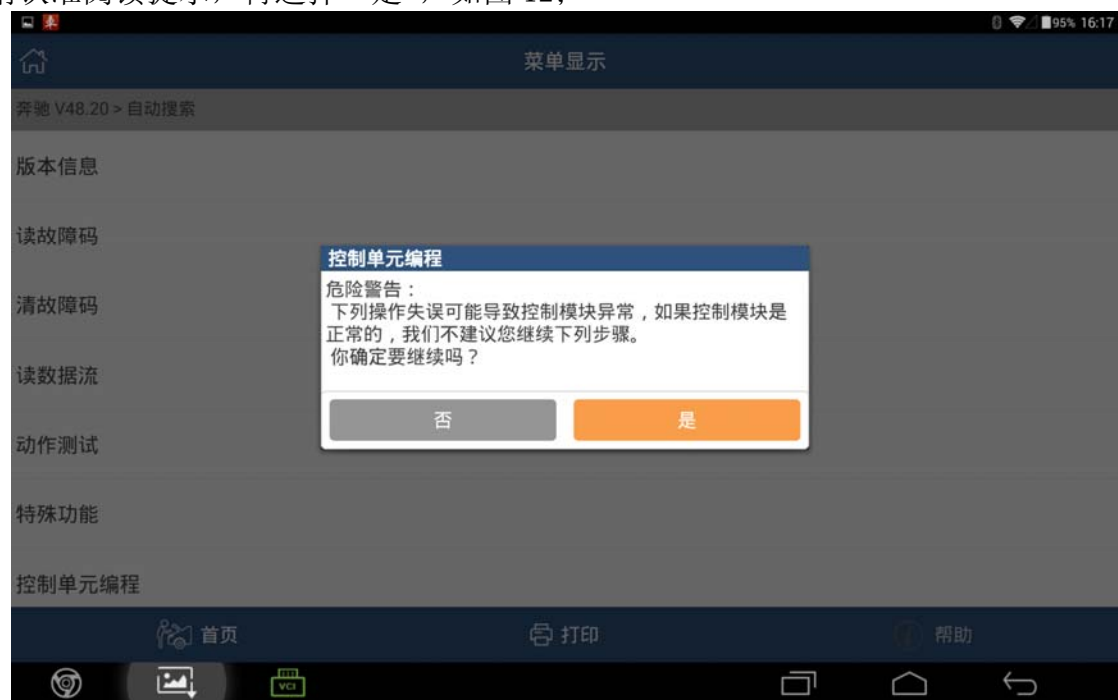 95% 16:17
菜单显示
奔驰 V48.20 > 自动搜索
版本信息
读故障码
清故障码
读数据流
动作测试
特殊功能
控制单元编程
控制单元编程
危险警告：
下列操作失误可能导致控制模块异常，如果控制模块是
正常的，我们不建议您继续下列步骤。
你确定要继续吗？
否
是
首页
打印
帮助
VCI